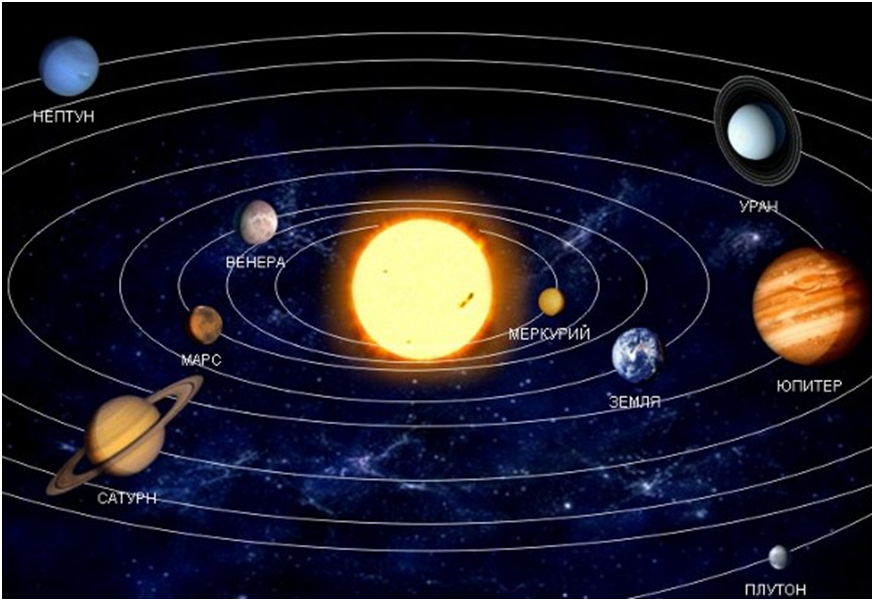 НЕПТУН
УРАН
ВЕНЕРА
МЕРКУРИЙ
МАРС
ЮПИТЕР
ЗЕМЛЯ
САТУРН
ПЛУТОН